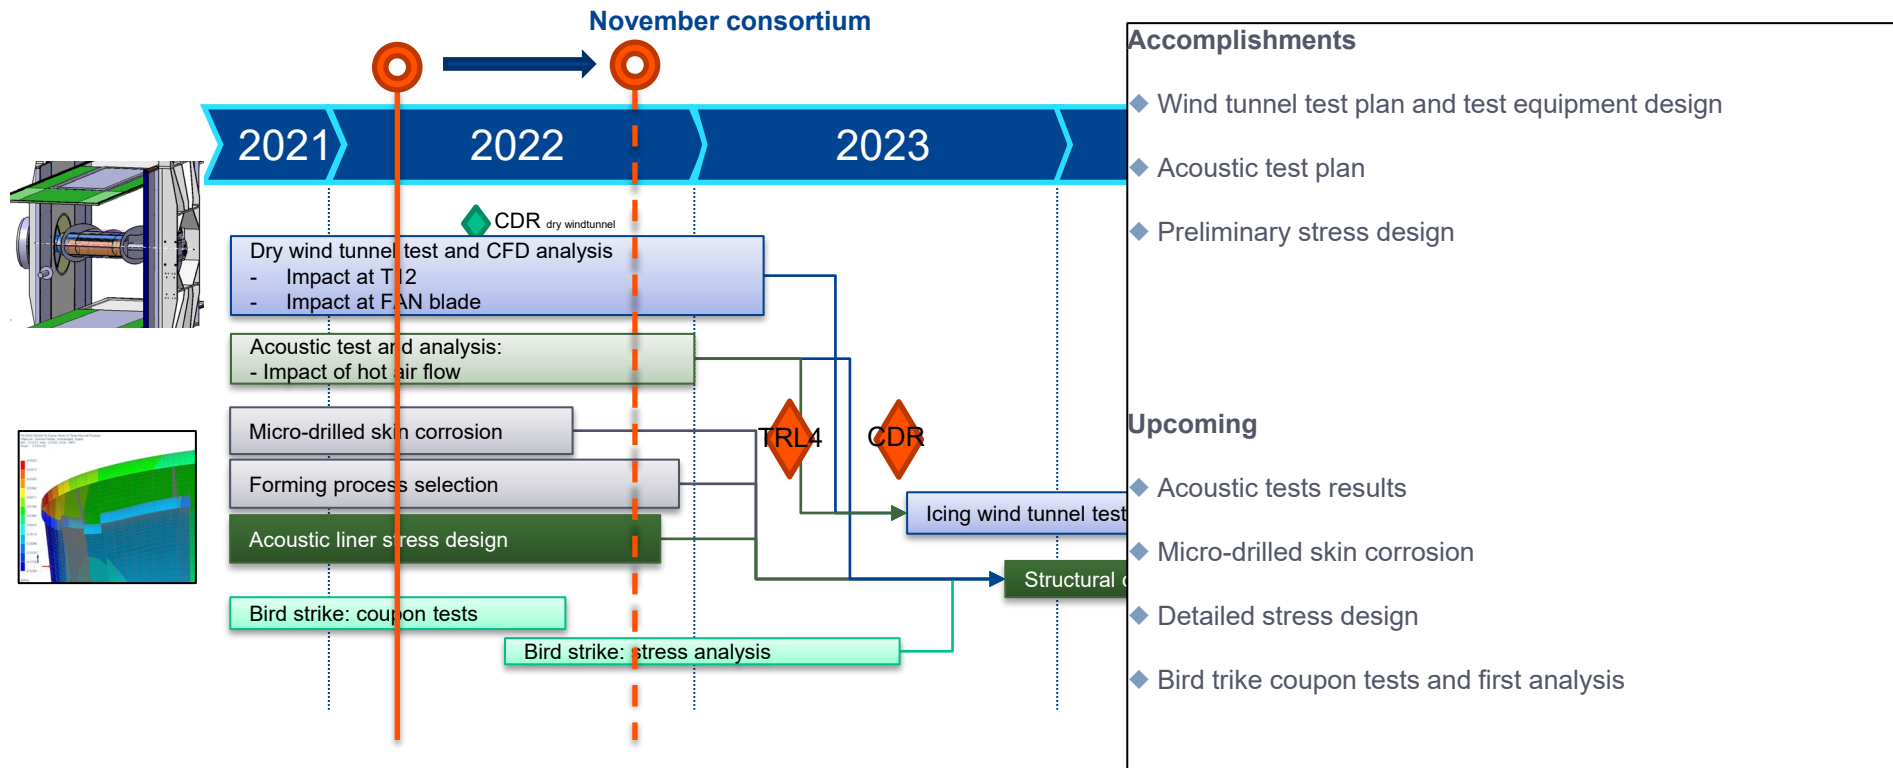 November consortium
2021
2022
2023
CDR dry windtunnel
Dry wind tunnel test and CFD analysis
- Impact at T12
- Impact at FAN blade
Acoustic test and analysis:
- Impact of hot air flow
Micro-drilled skin corrosion
TRL4
CDR
Forming process selection
Icing wind tunnel test
Acoustic liner stress design
Structural
Bird strike: coupon tests
Bird strike: stress analysis
Accomplishments
Wind tunnel test plan and test equipment design
Acoustic test plan
Preliminary stress design
Upcoming
Acoustic tests results
Micro-drilled skin corrosion
Detailed stress design
Bird trike coupon tests and first analysis